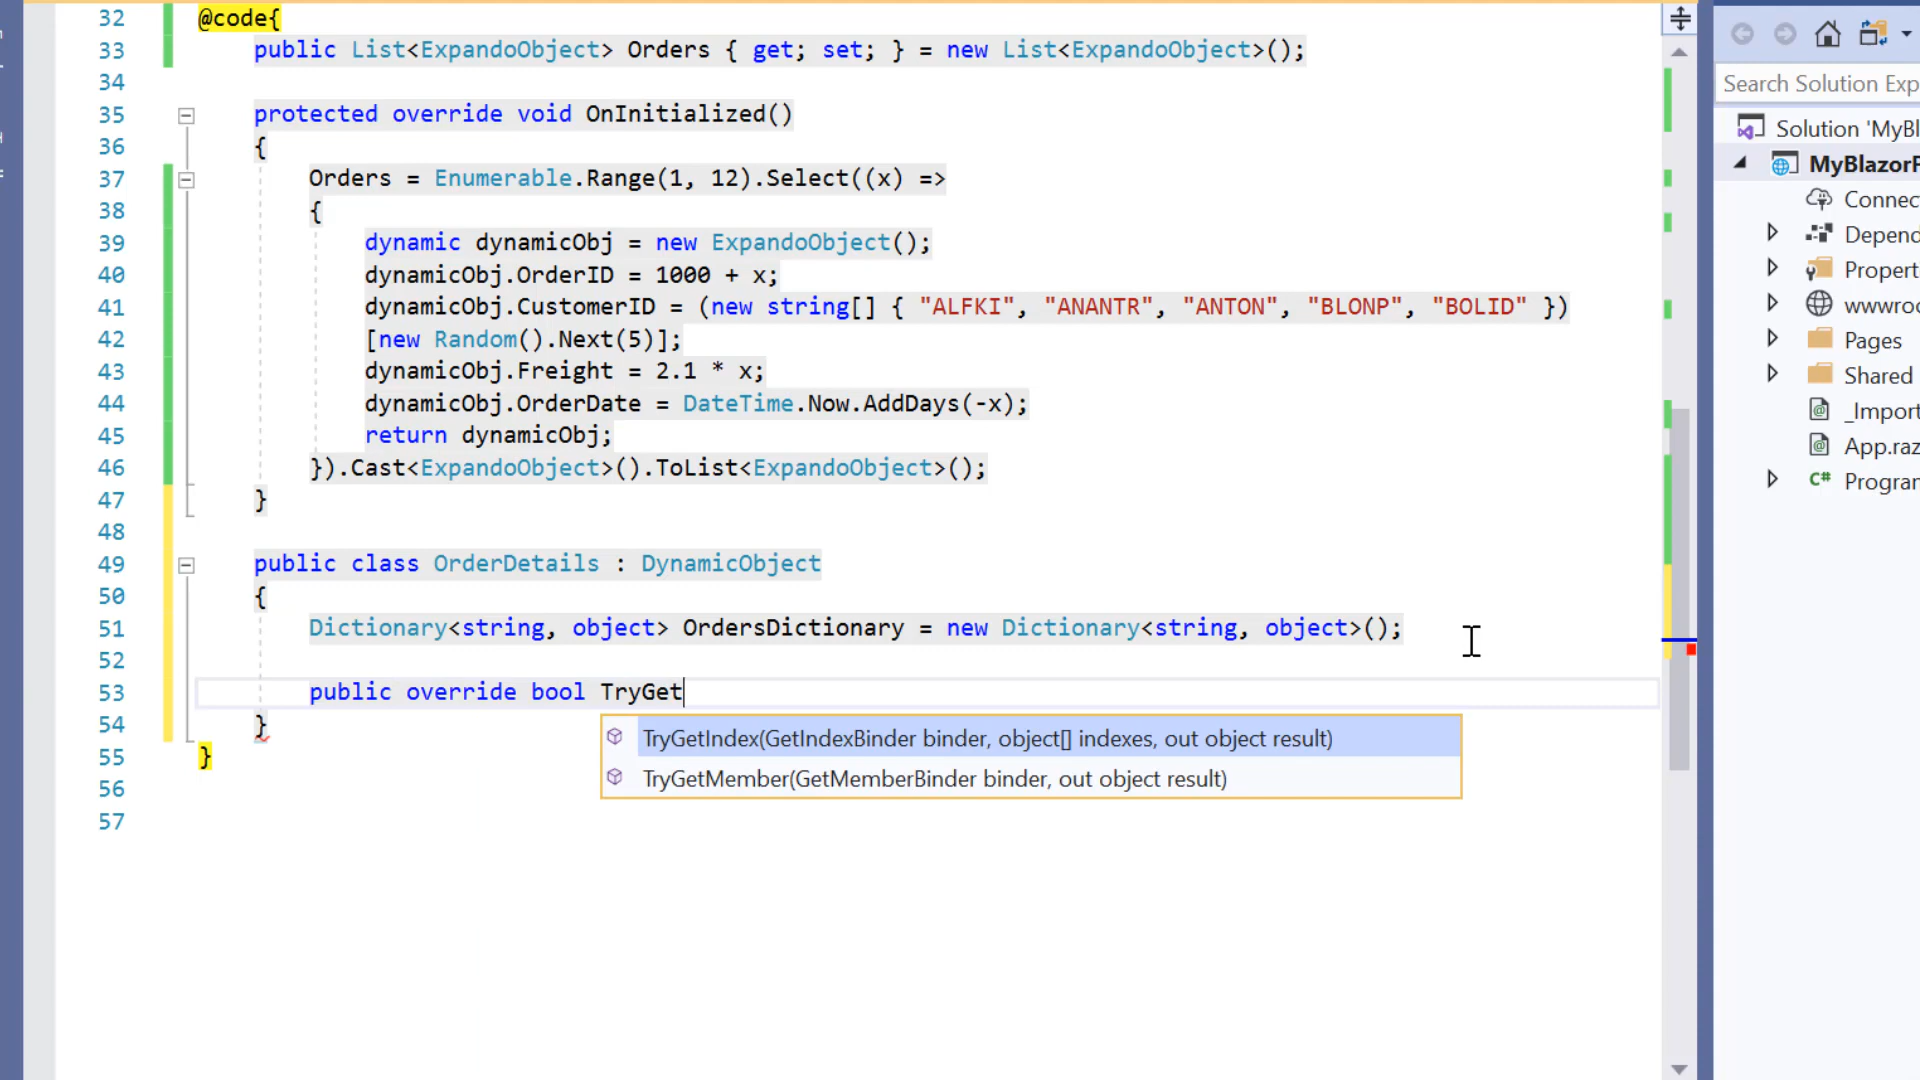 32 @code{
33 public List<ExpandoObject> Orders { get; set; } = new List<ExpandoObject>();
34
35 protected override void OnInitialized()
36 {
37 Orders = Enumerable.Range(1, 12).Select((x) =>
38 {
39 dynamic dynamicObj = new ExpandoObject();
40 dynamicObj.OrderID = 1000 + x;
41 dynamicObj.CustomerID = (new string[] { "ALFKI", "ANANTR", "ANTON", "BLONP", "BOLID" })
42 [new Random().Next(5)];
43 dynamicObj.Freight = 2.1 * x;
44 dynamicObj.OrderDate = DateTime.Now.AddDays(-x);
45 return dynamicObj;
46 }).Cast<ExpandoObject>().ToList<ExpandoObject>();
47 }
48
49 public class OrderDetails : DynamicObject
50 {
51 Dictionary<string, object> OrdersDictionary = new Dictionary<string, object>();
52
53 public override bool TryGet
54 }
55 }
56
57
TryGetIndex(GetIndexBinder binder, object[] indexes, out object result)
TryGetMember(GetMemberBinder binder, out object result)
Search Solution Exp
Solution 'MyBl
MyBlazorP
Connec
Depend
Properti
wwwroo
Pages
Shared
_Import
App.raz
C# Program